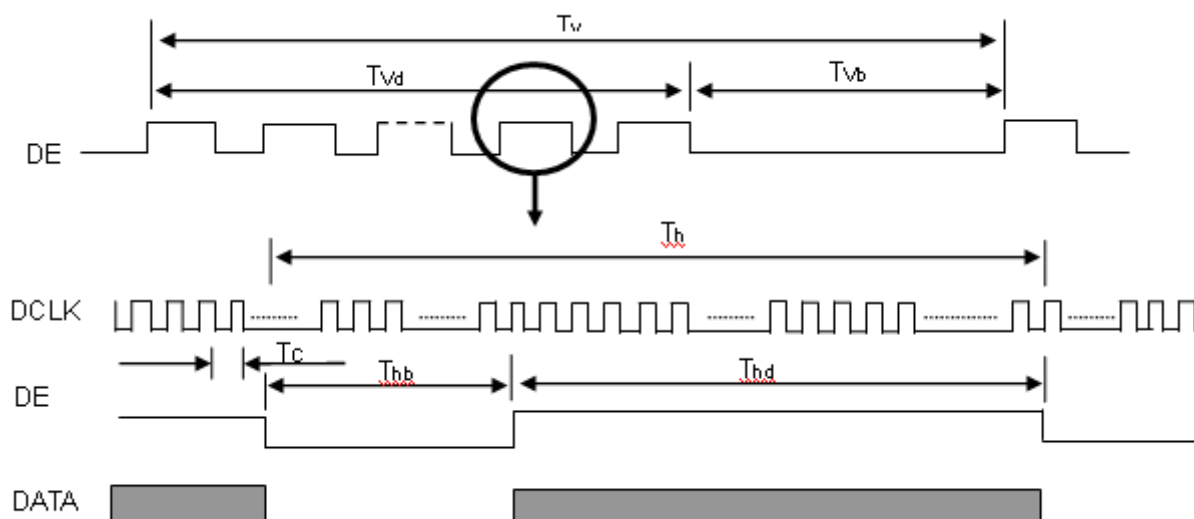 Tv
Tvd
Tvb
DE
Th
DCLK
Tc
Thb
Thd
DE
DATA